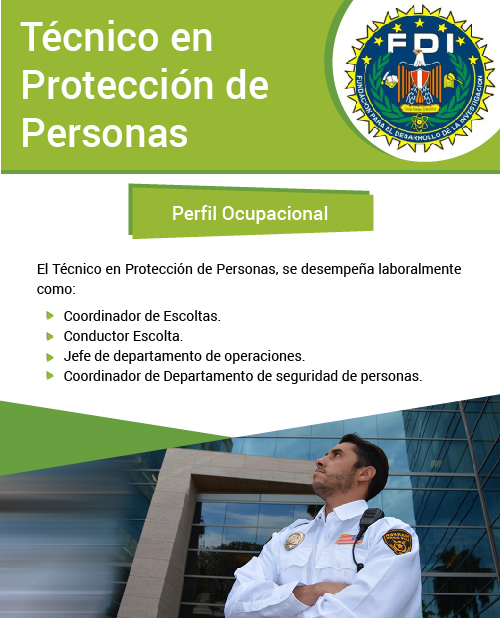 Técnico en
Protección de
Personas
FDI
FUNDACION PARA EL DESARROLLO DE LA INVESTIGACION
Perfil Ocupacional
El Técnico en Protección de Personas, se desempeña laboralmente
como:
Coordinador de Escoltas.
Conductor Escolta.
Jefe de departamento de operaciones.
Coordinador de Departamento de seguridad de personas.